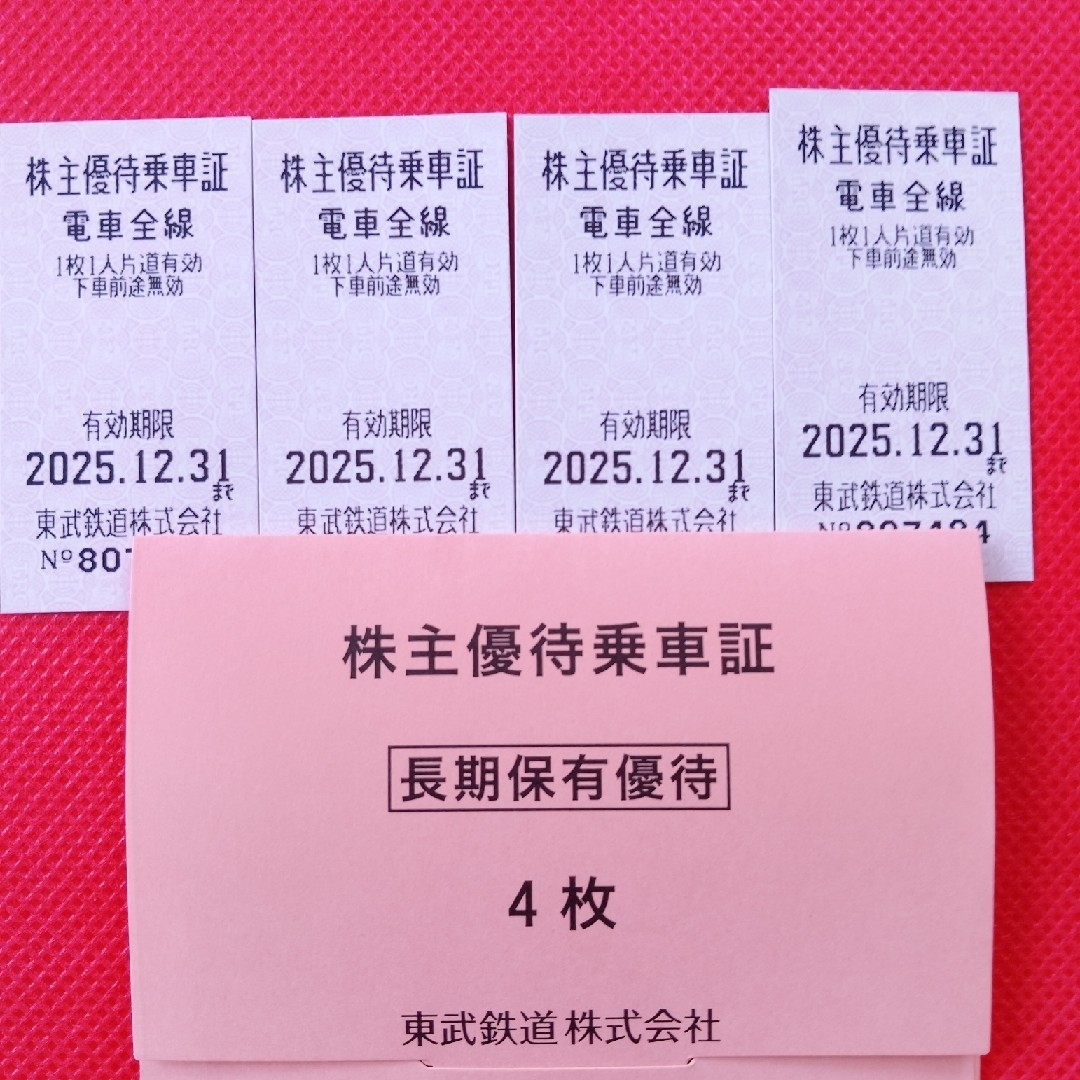 株主優待乗車証
電車全線
1枚1人片道有効
下車前途無効
有効期限
2025.12.31
まで
東武鉄道株式会社
Nº 80
株主優待乗車証
電車全線
1枚1人片道有効
下車前途無効
有効期限
2025.12.31
まで
東武鉄道株式会社
株主優待乗車証
電車全線
1枚1人片道有効
下車前途無効
有効期限
2025.12.31
まで
東武鉄道株式会社
株主優待乗車証
電車全線
1枚1人片道有効
下車前途無効
有効期限
2025.12.31
まで
東武鉄道株式会社
株主優待乗車証
長期保有優待
4枚
東武鉄道株式会社